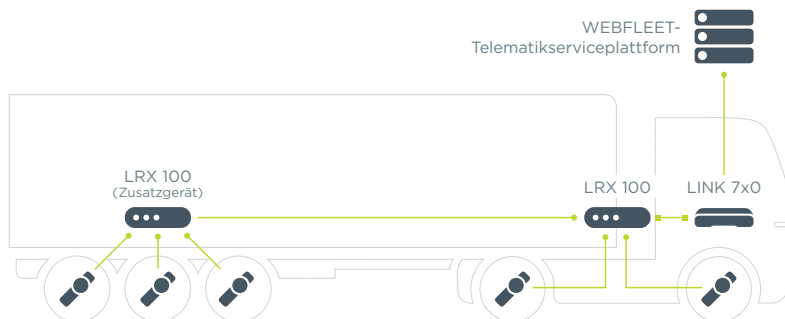 WEBFLEET-
Telematikserviceplattform
LRX 100
(Zusatzgerät)
LRX 100
LINK 7x0